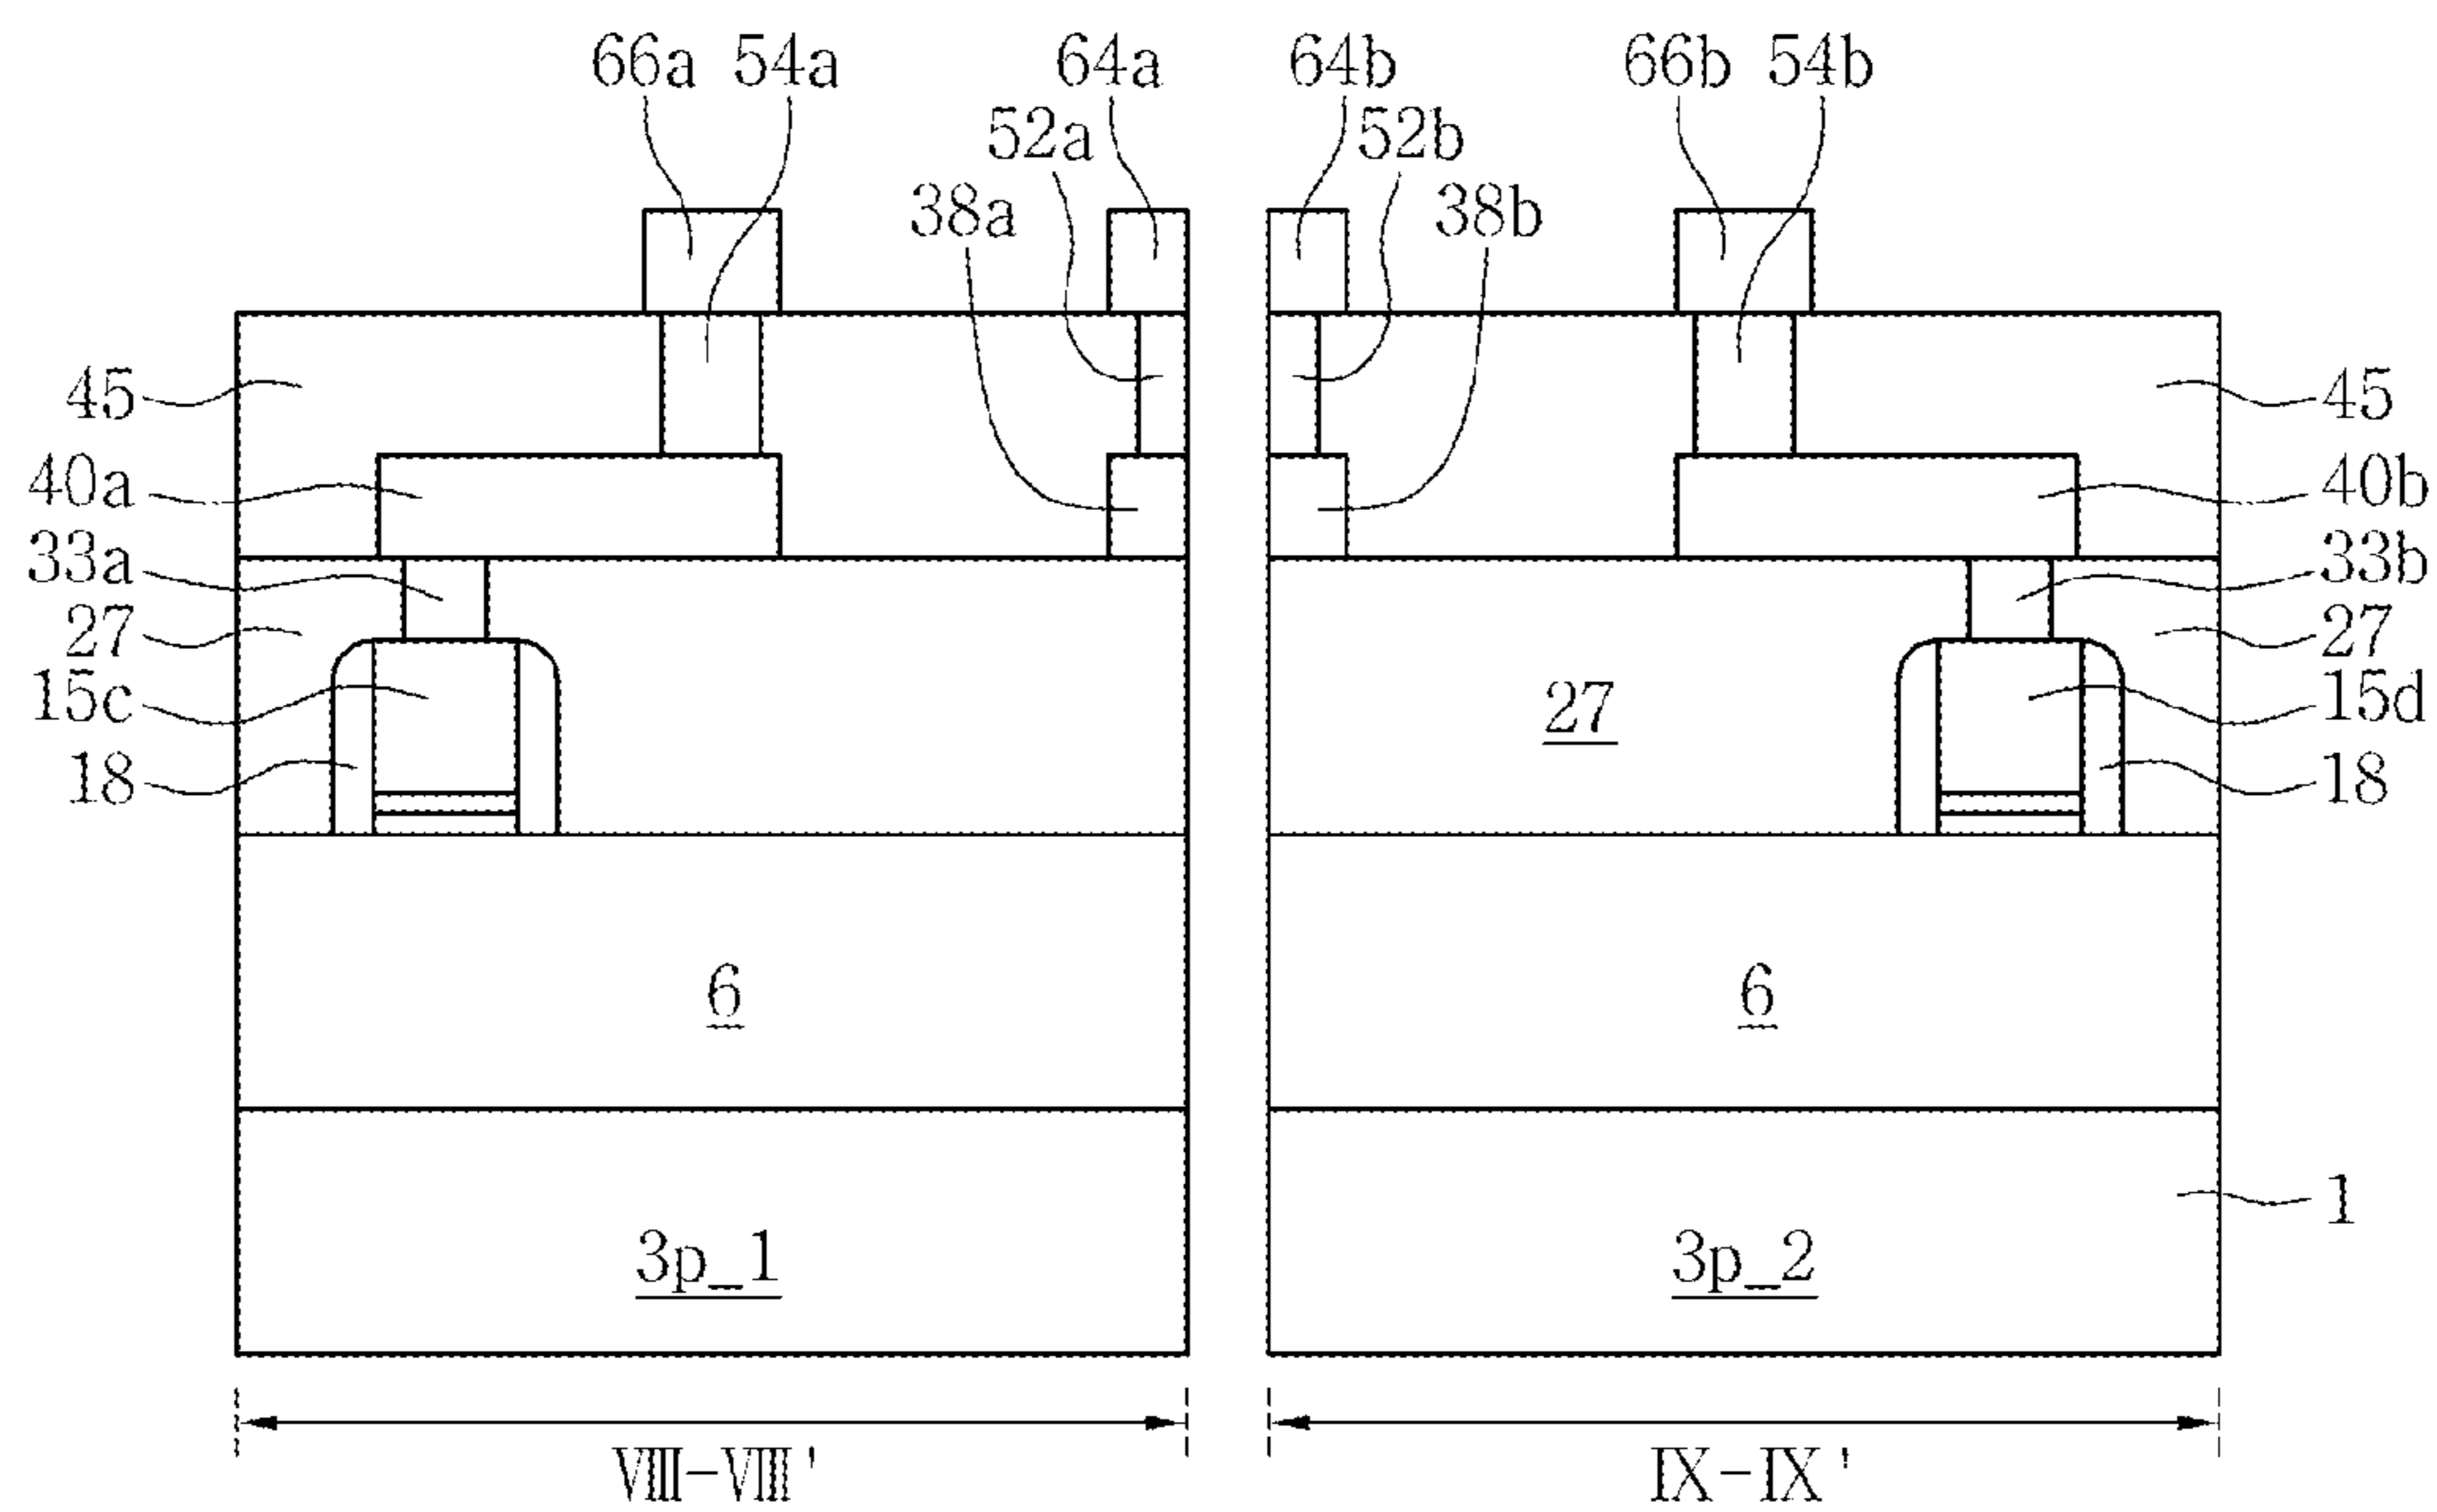 66a 54a 64a 64b 66b 54b
52a 52b
38a 38b
45 45
40a 40b
33a 33b
27 27
15c 27 15d
18 18
6 6
1
3p_1 3p_2
Ⅷ-Ⅷ' Ⅸ-Ⅸ'